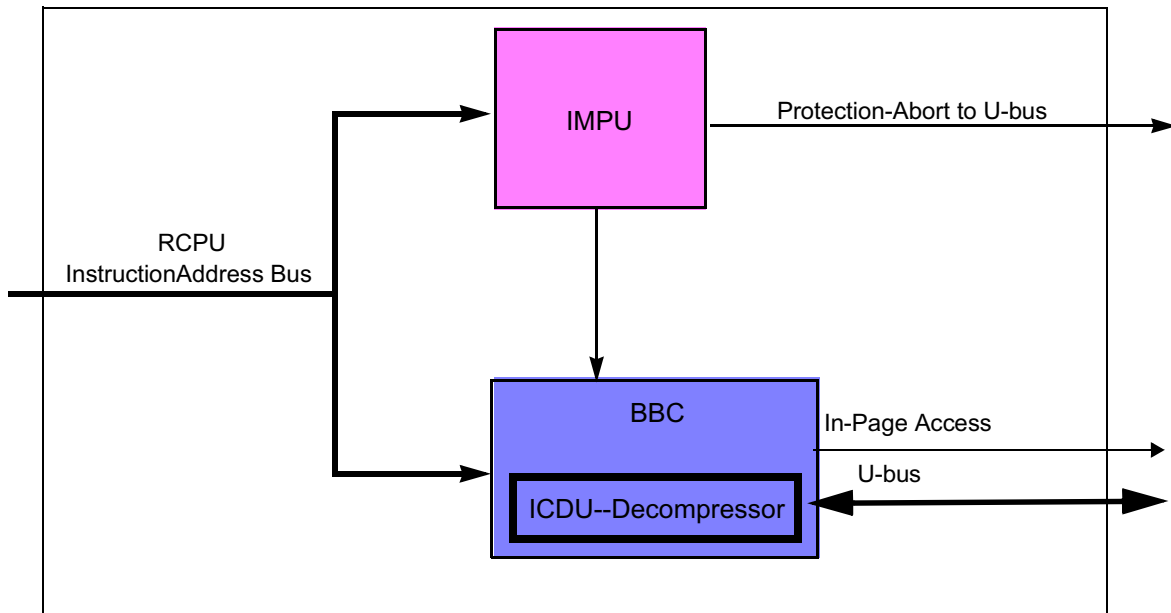 IMPU
Protection-Abort to U-bus
RCPU
InstructionAddress Bus
BBC
In-Page Access
U-bus
ICDU--Decompressor